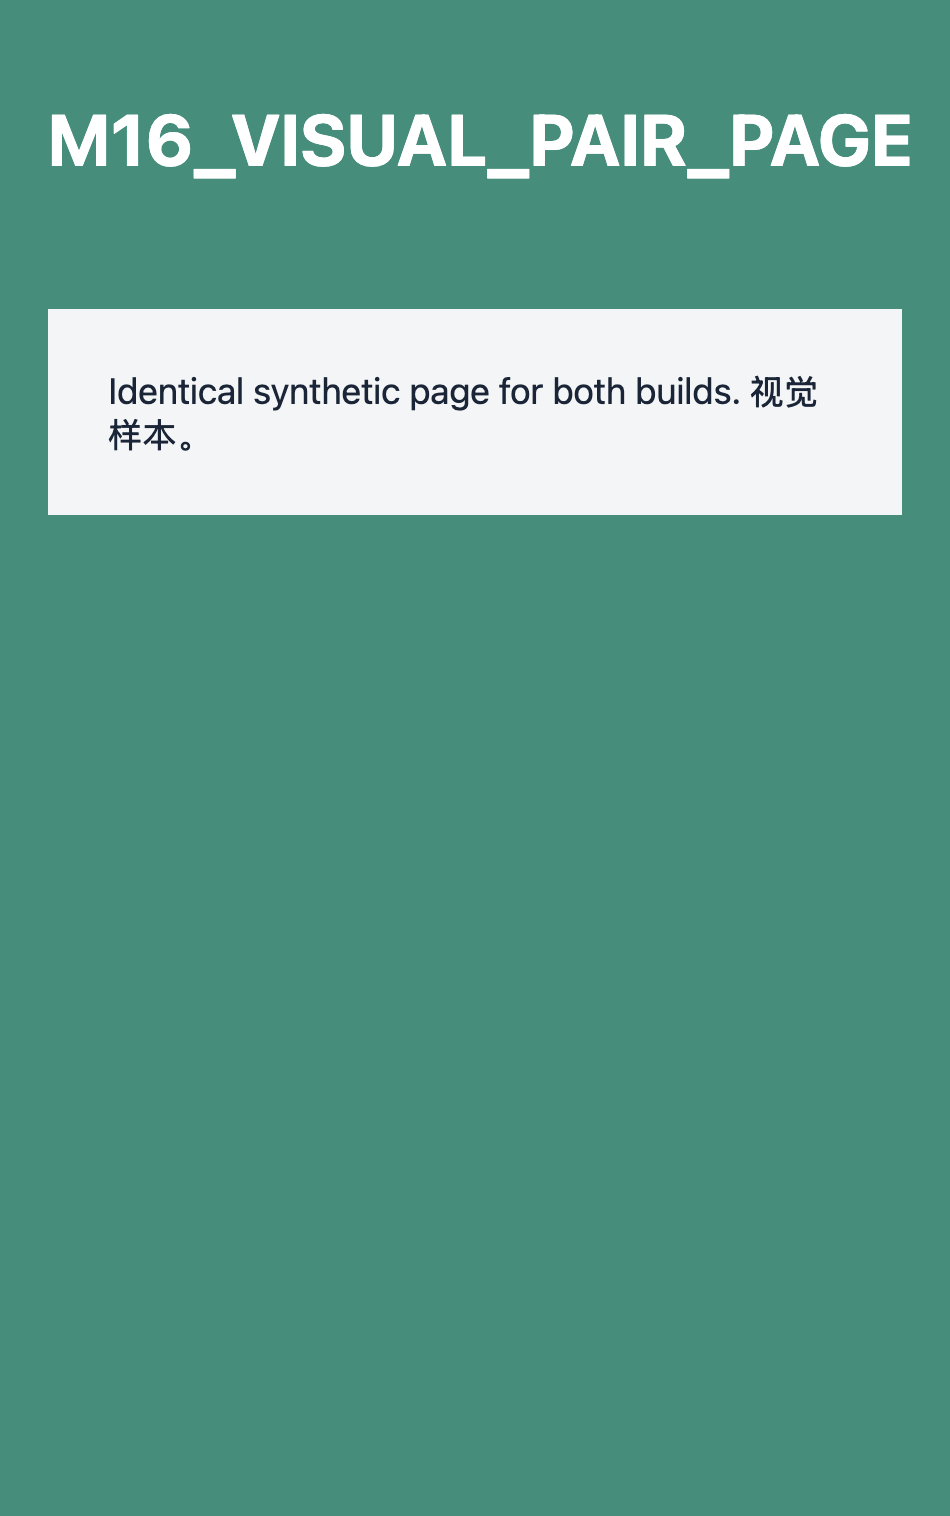 M16_VISUAL_PAIR_PAGE
Identical synthetic page for both builds. 视觉
样本。